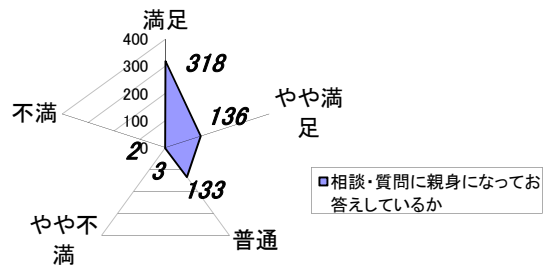 満足
400
300
200
100
0
318
136
133
3
2
やや満
足
普通
やや不
満
不満
相談・質問に親身になってお
答えしているか